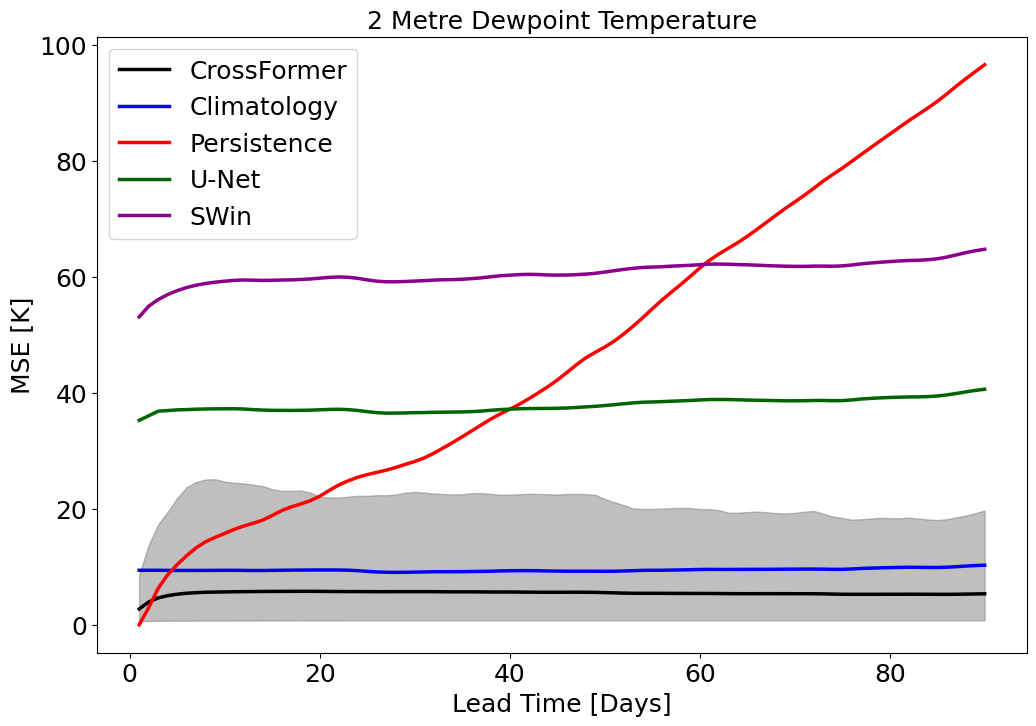 2 Metre Dewpoint Temperature
100
80
60
40
20
0
MSE [K]
CrossFormer
Climatology
Persistence
U-Net
SWin
0 20 40 60 80
Lead Time [Days]